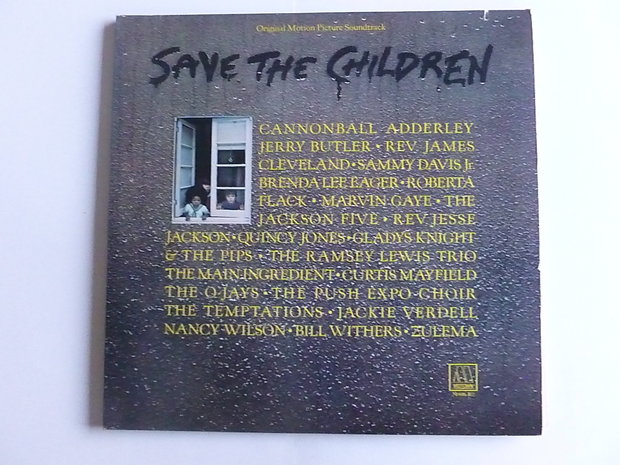 Original Motion Picture Soundtrack
SAVE THE CHILDREN
CANNONBALL ADDERLEY
JERRY BUTLER • REV. JAMES
CLEVELAND • SAMMY DAVIS Jr.
BRENDA LEE EAGER • ROBERTA
FLACK • MARVIN GAYE • THE
JACKSON FIVE • REV. JESSE
JACKSON • QUINCY JONES • GLADYS KNIGHT
& THE PIPS • THE RAMSEY LEWIS TRIO
THE MAIN INGREDIENT • CURTIS MAYFIELD
THE O'JAYS • THE PUSH EXPO CHOIR
THE TEMPTATIONS • JACKIE VERDELL
NANCY WILSON • BILL WITHERS • ZULEMA
M
MOTOWN